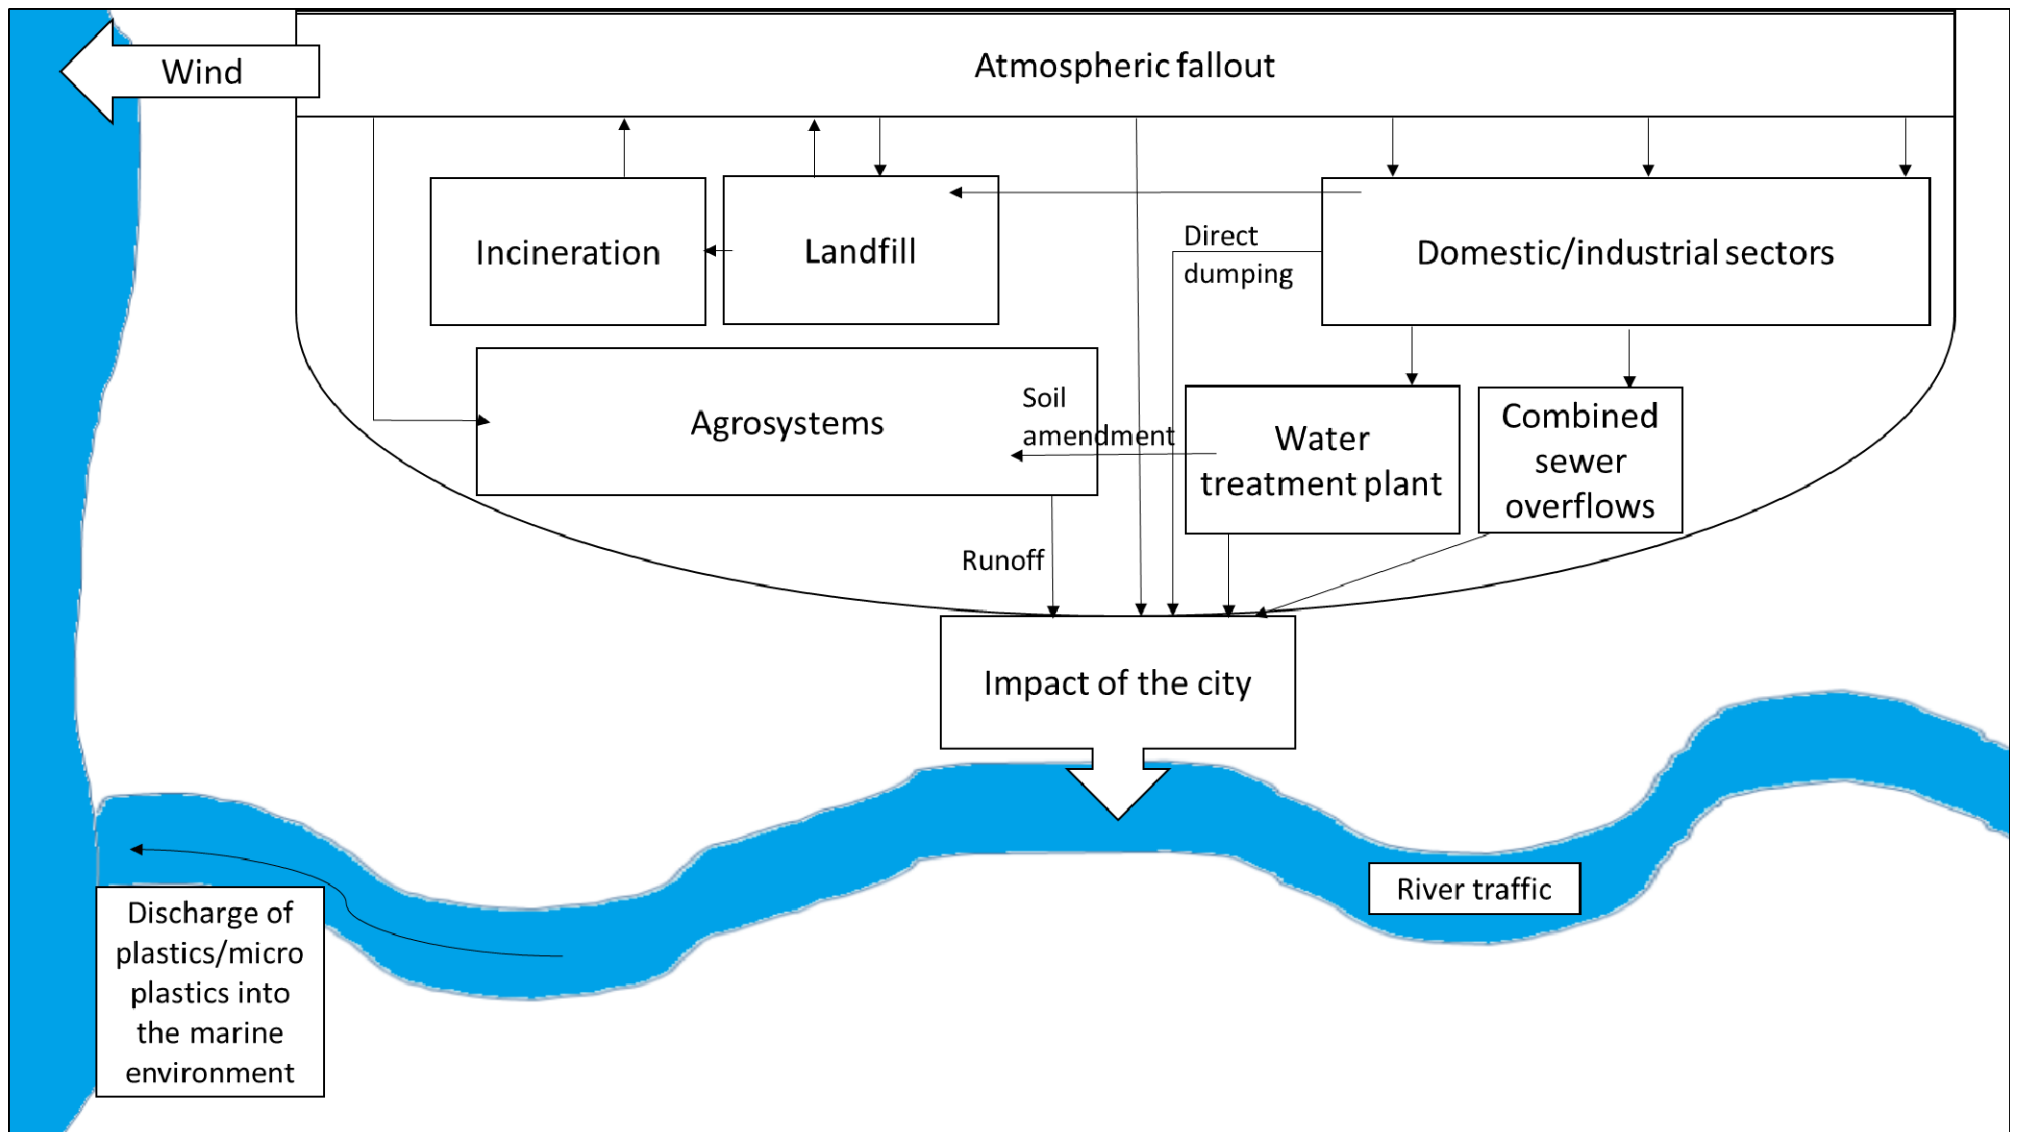 Wind
Atmospheric fallout
Incineration
Landfill
Direct
dumping
Domestic/industrial sectors
Agrosystems
Soil
amendment
Water
treatment plant
Combined
sewer
overflows
Runoff
Impact of the city
River traffic
Discharge of
plastics/micro
plastics into
the marine
environment